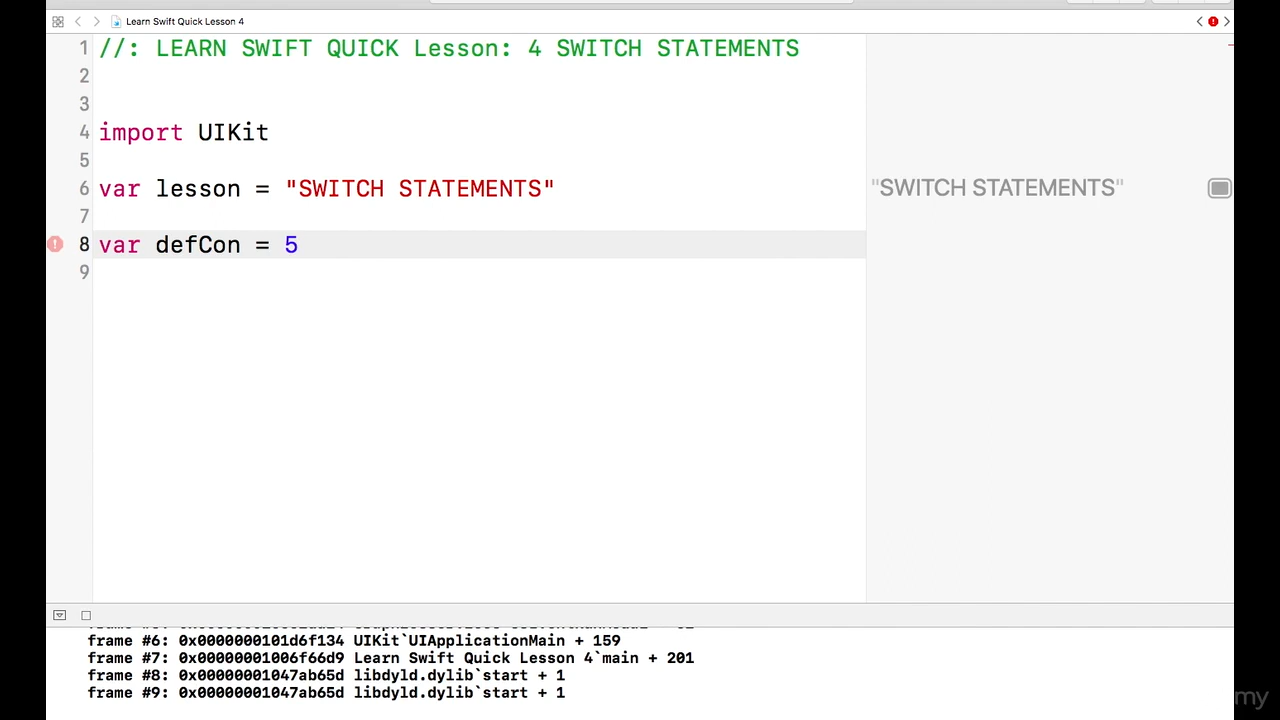 Learn Swift Quick Lesson 4
1 //: LEARN SWIFT QUICK Lesson: 4 SWITCH STATEMENTS
2
3
4 import UIKit
5
6 var lesson = "SWITCH STATEMENTS"
"SWITCH STATEMENTS"
7
8 var defCon = 5
9
frame #6: 0x0000000101d6f134 UIKit`UIApplicationMain + 159
frame #7: 0x00000001006f66d9 Learn Swift Quick Lesson 4`main + 201
frame #8: 0x00000001047ab65d libdyld.dylib`start + 1
frame #9: 0x00000001047ab65d libdyld.dylib`start + 1
my